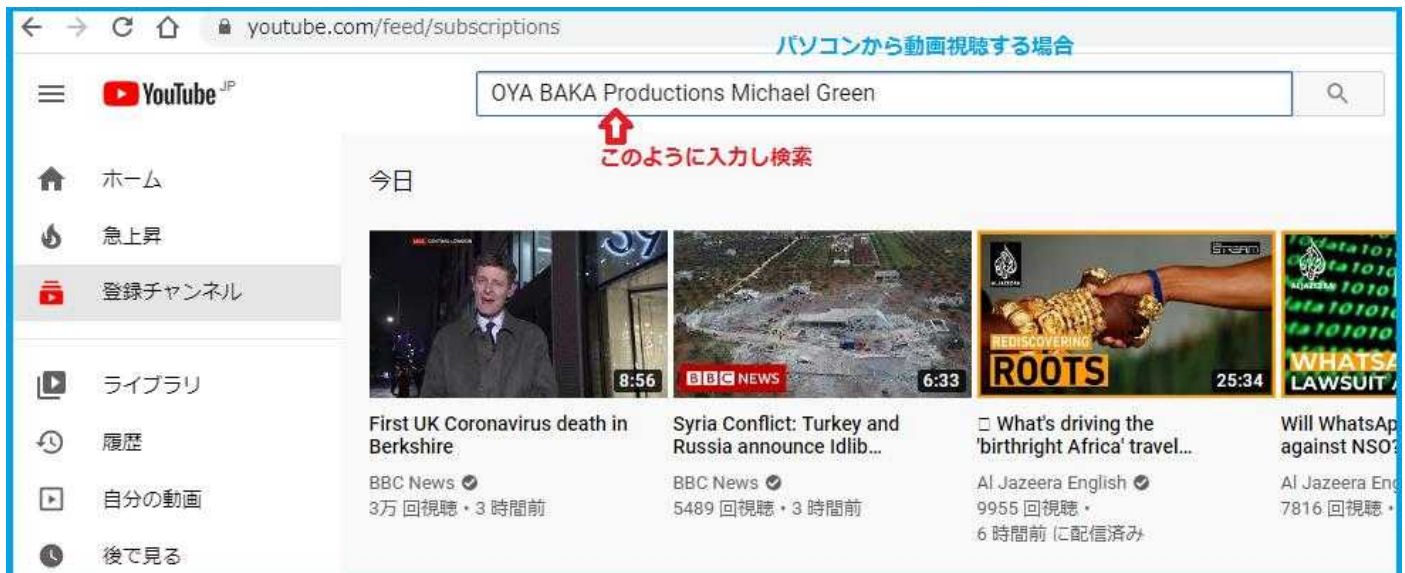 youtube.com/feed/subscriptions
パソコンから動画視聴する場合
YouTube JP
OYA BAKA Productions Michael Green
このように入力し検索
ホーム
急上昇
登録チャンネル
ライブラリ
履歴
自分の動画
後で見る
今日
59
8:56
First UK Coronavirus death in
Berkshire
BBC News
3万 回視聴・3 時間前
BBC NEWS
6:33
Syria Conflict: Turkey and
Russia announce Idlib...
BBC News
5489 回視聴・3 時間前
ALJAZEERA
STREAM
REDISCOVERING
ROOTS
25:34
□ What's driving the
'birthright Africa' travel...
Al Jazeera English
9955 回視聴・
6 時間前 に配信済み
ALJAZEERA
WHATSA
LAWSUIT
Will WhatsAp
against NSO?
Al Jazeera Eng
7816 回視聴・